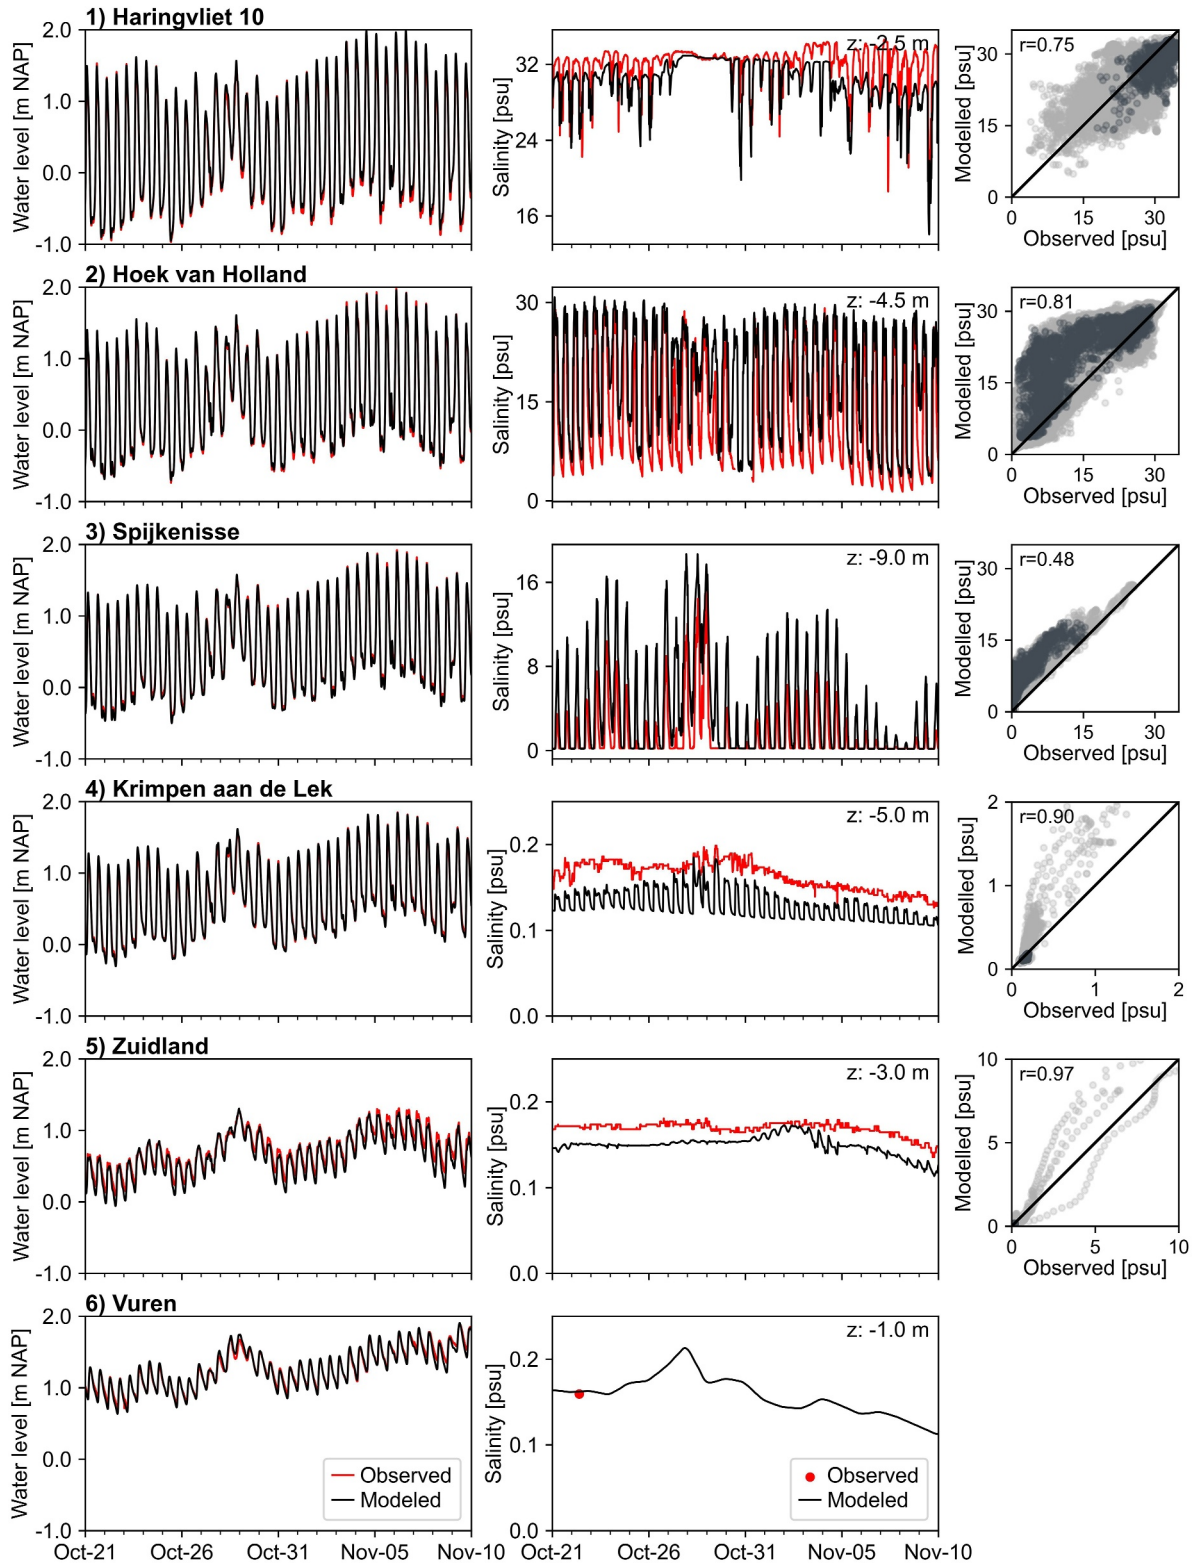 1) Haringvliet 10
Water level [m NAP]
2.0
1.0
0.0
-1.0
Salinity [psu]
32
24
16
z: -2.5 m
Modelled [psu]
30
15
0
r=0.75
0 15 30
Observed [psu]
2) Hoek van Holland
Water level [m NAP]
2.0
1.0
0.0
-1.0
Salinity [psu]
30
15
0
z: -4.5 m
Modelled [psu]
30
15
0
r=0.81
0 15 30
Observed [psu]
3) Spijkenisse
Water level [m NAP]
2.0
1.0
0.0
-1.0
Salinity [psu]
16
8
0
z: -9.0 m
Modelled [psu]
30
15
0
r=0.48
0 15 30
Observed [psu]
4) Krimpen aan de Lek
Water level [m NAP]
2.0
1.0
0.0
-1.0
Salinity [psu]
0.2
0.1
0.0
z: -5.0 m
Modelled [psu]
2
1
0
r=0.90
0 1 2
Observed [psu]
5) Zuidland
Water level [m NAP]
2.0
1.0
0.0
-1.0
Salinity [psu]
0.2
0.1
0.0
z: -3.0 m
Modelled [psu]
10
5
0
r=0.97
0 5 10
Observed [psu]
6) Vuren
Water level [m NAP]
2.0
1.0
0.0
-1.0
Observed
Modeled
Oct-21 Oct-26 Oct-31 Nov-05 Nov-10
Salinity [psu]
0.2
0.1
0.0
z: -1.0 m
Observed
Modeled
Oct-21 Oct-26 Oct-31 Nov-05 Nov-10